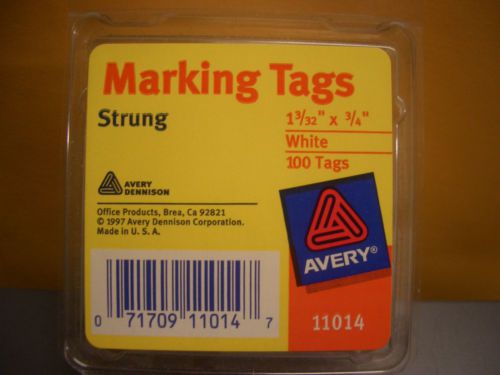 Marking Tags
Strung
1 3/32" x 3/4"
White
100 Tags
AVERY
DENNISON
Office Products, Brea, Ca 92821
© 1997 Avery Dennison Corporation.
Made in U. S. A.
AVERY®
0 71709 11014 7
11014